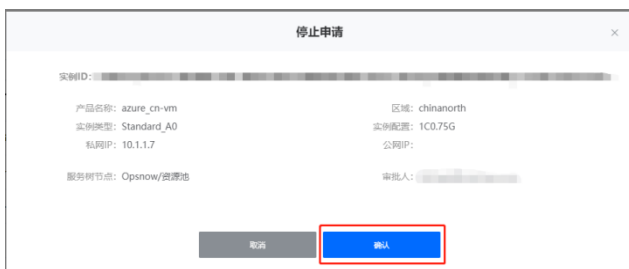 停止申请
实例ID:
产品名称: azure_cn-vm 区域: chinanorth
实例类型: Standard_A0 实例配置: 1C0.75G
私网IP: 10.1.1.7 公网IP:
服务树节点: Opsnow/资源池 审批人:
取消 确认